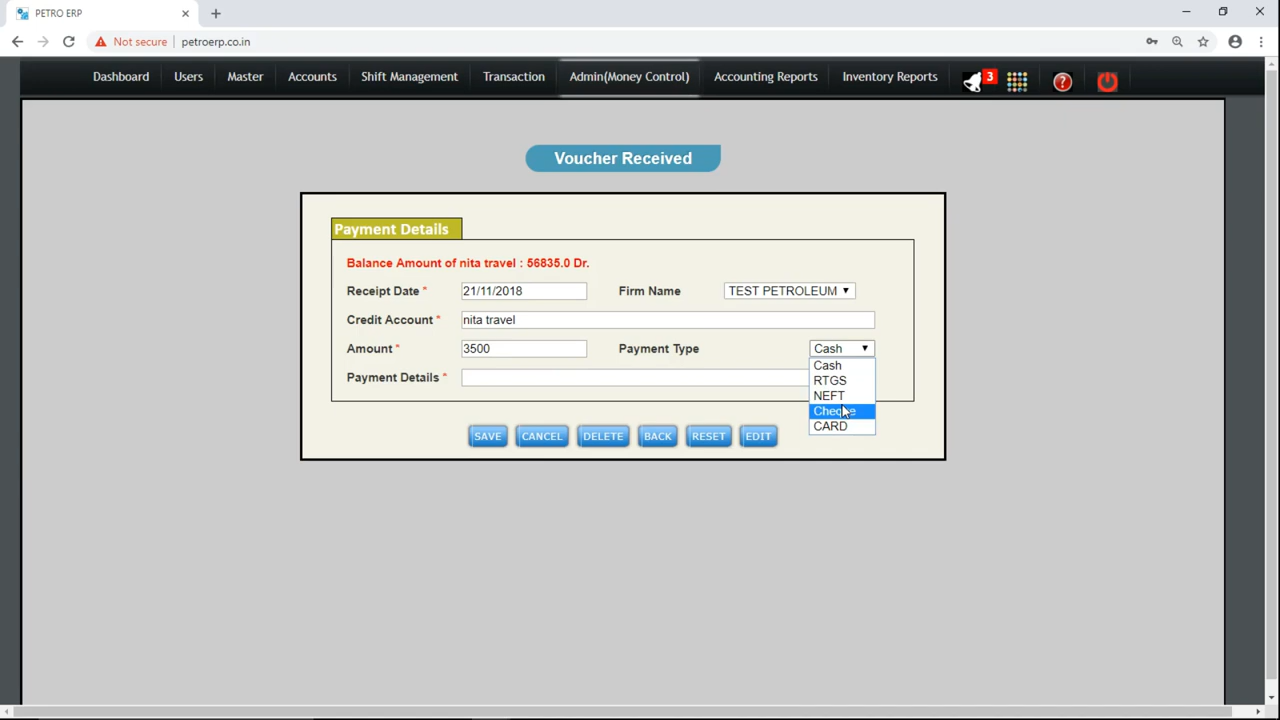 PETRO ERP
Not secure petroerp.co.in
Dashboard Users Master Accounts Shift Management Transaction Admin(Money Control) Accounting Reports Inventory Reports 3 ?
Voucher Received
Payment Details
Balance Amount of nita travel : 56835.0 Dr.
Receipt Date * 21/11/2018 Firm Name TEST PETROLEUM
Credit Account * nita travel
Amount * 3500 Payment Type Cash
Cash
RTGS
Payment Details *
NEFT
Cheque
CARD
SAVE CANCEL DELETE BACK RESET EDIT